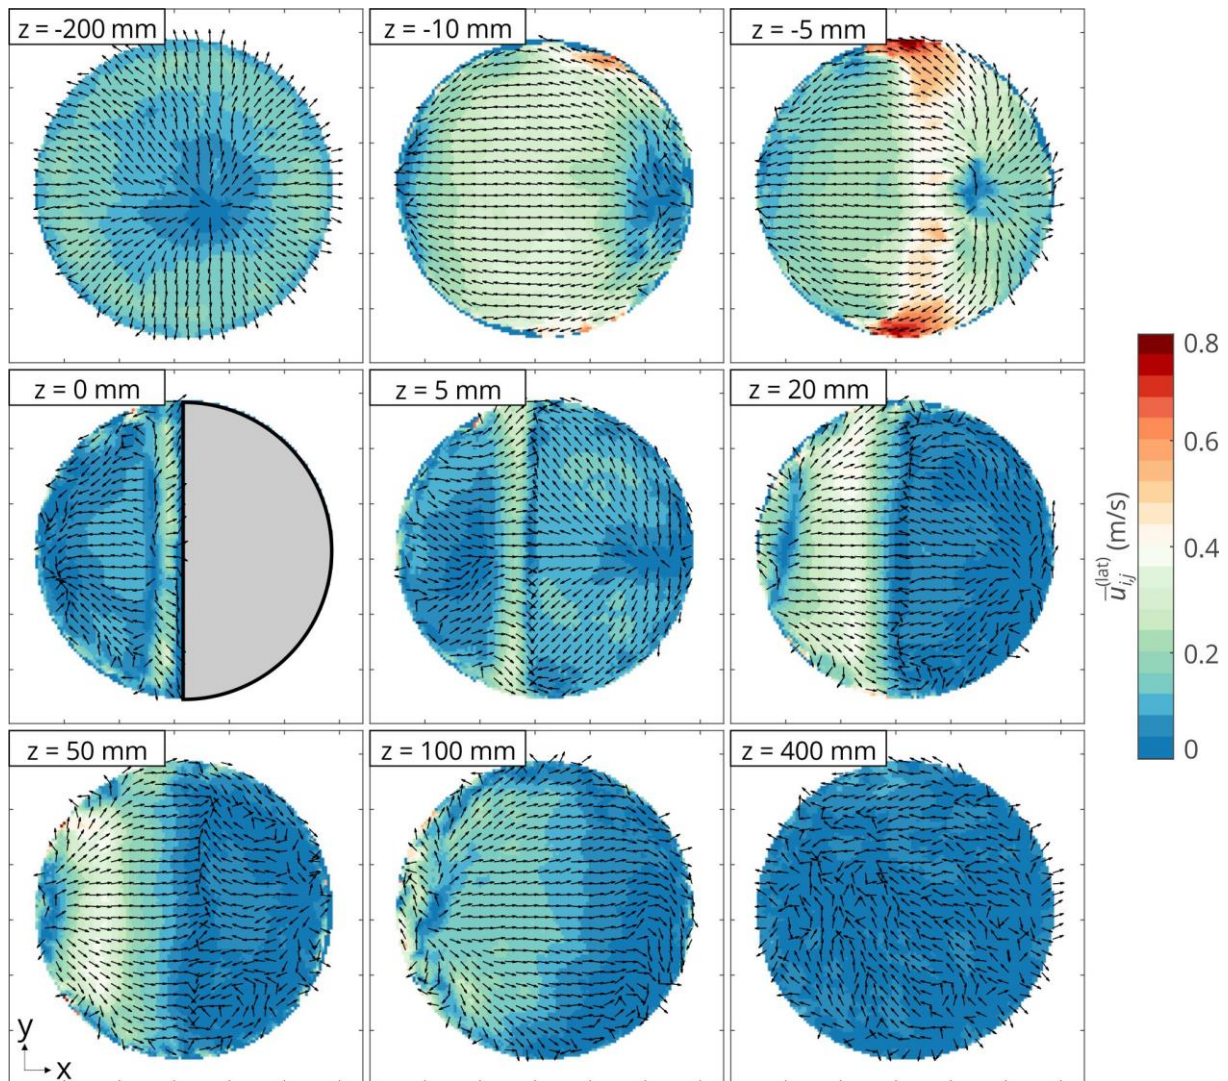 z = -200 mm
z = -10 mm
z = -5 mm
z = 0 mm
z = 5 mm
z = 20 mm
z = 50 mm
z = 100 mm
z = 400 mm
y
x
0.8
0.6
0.4
0.2
0
u̅i,j(lat) (m/s)